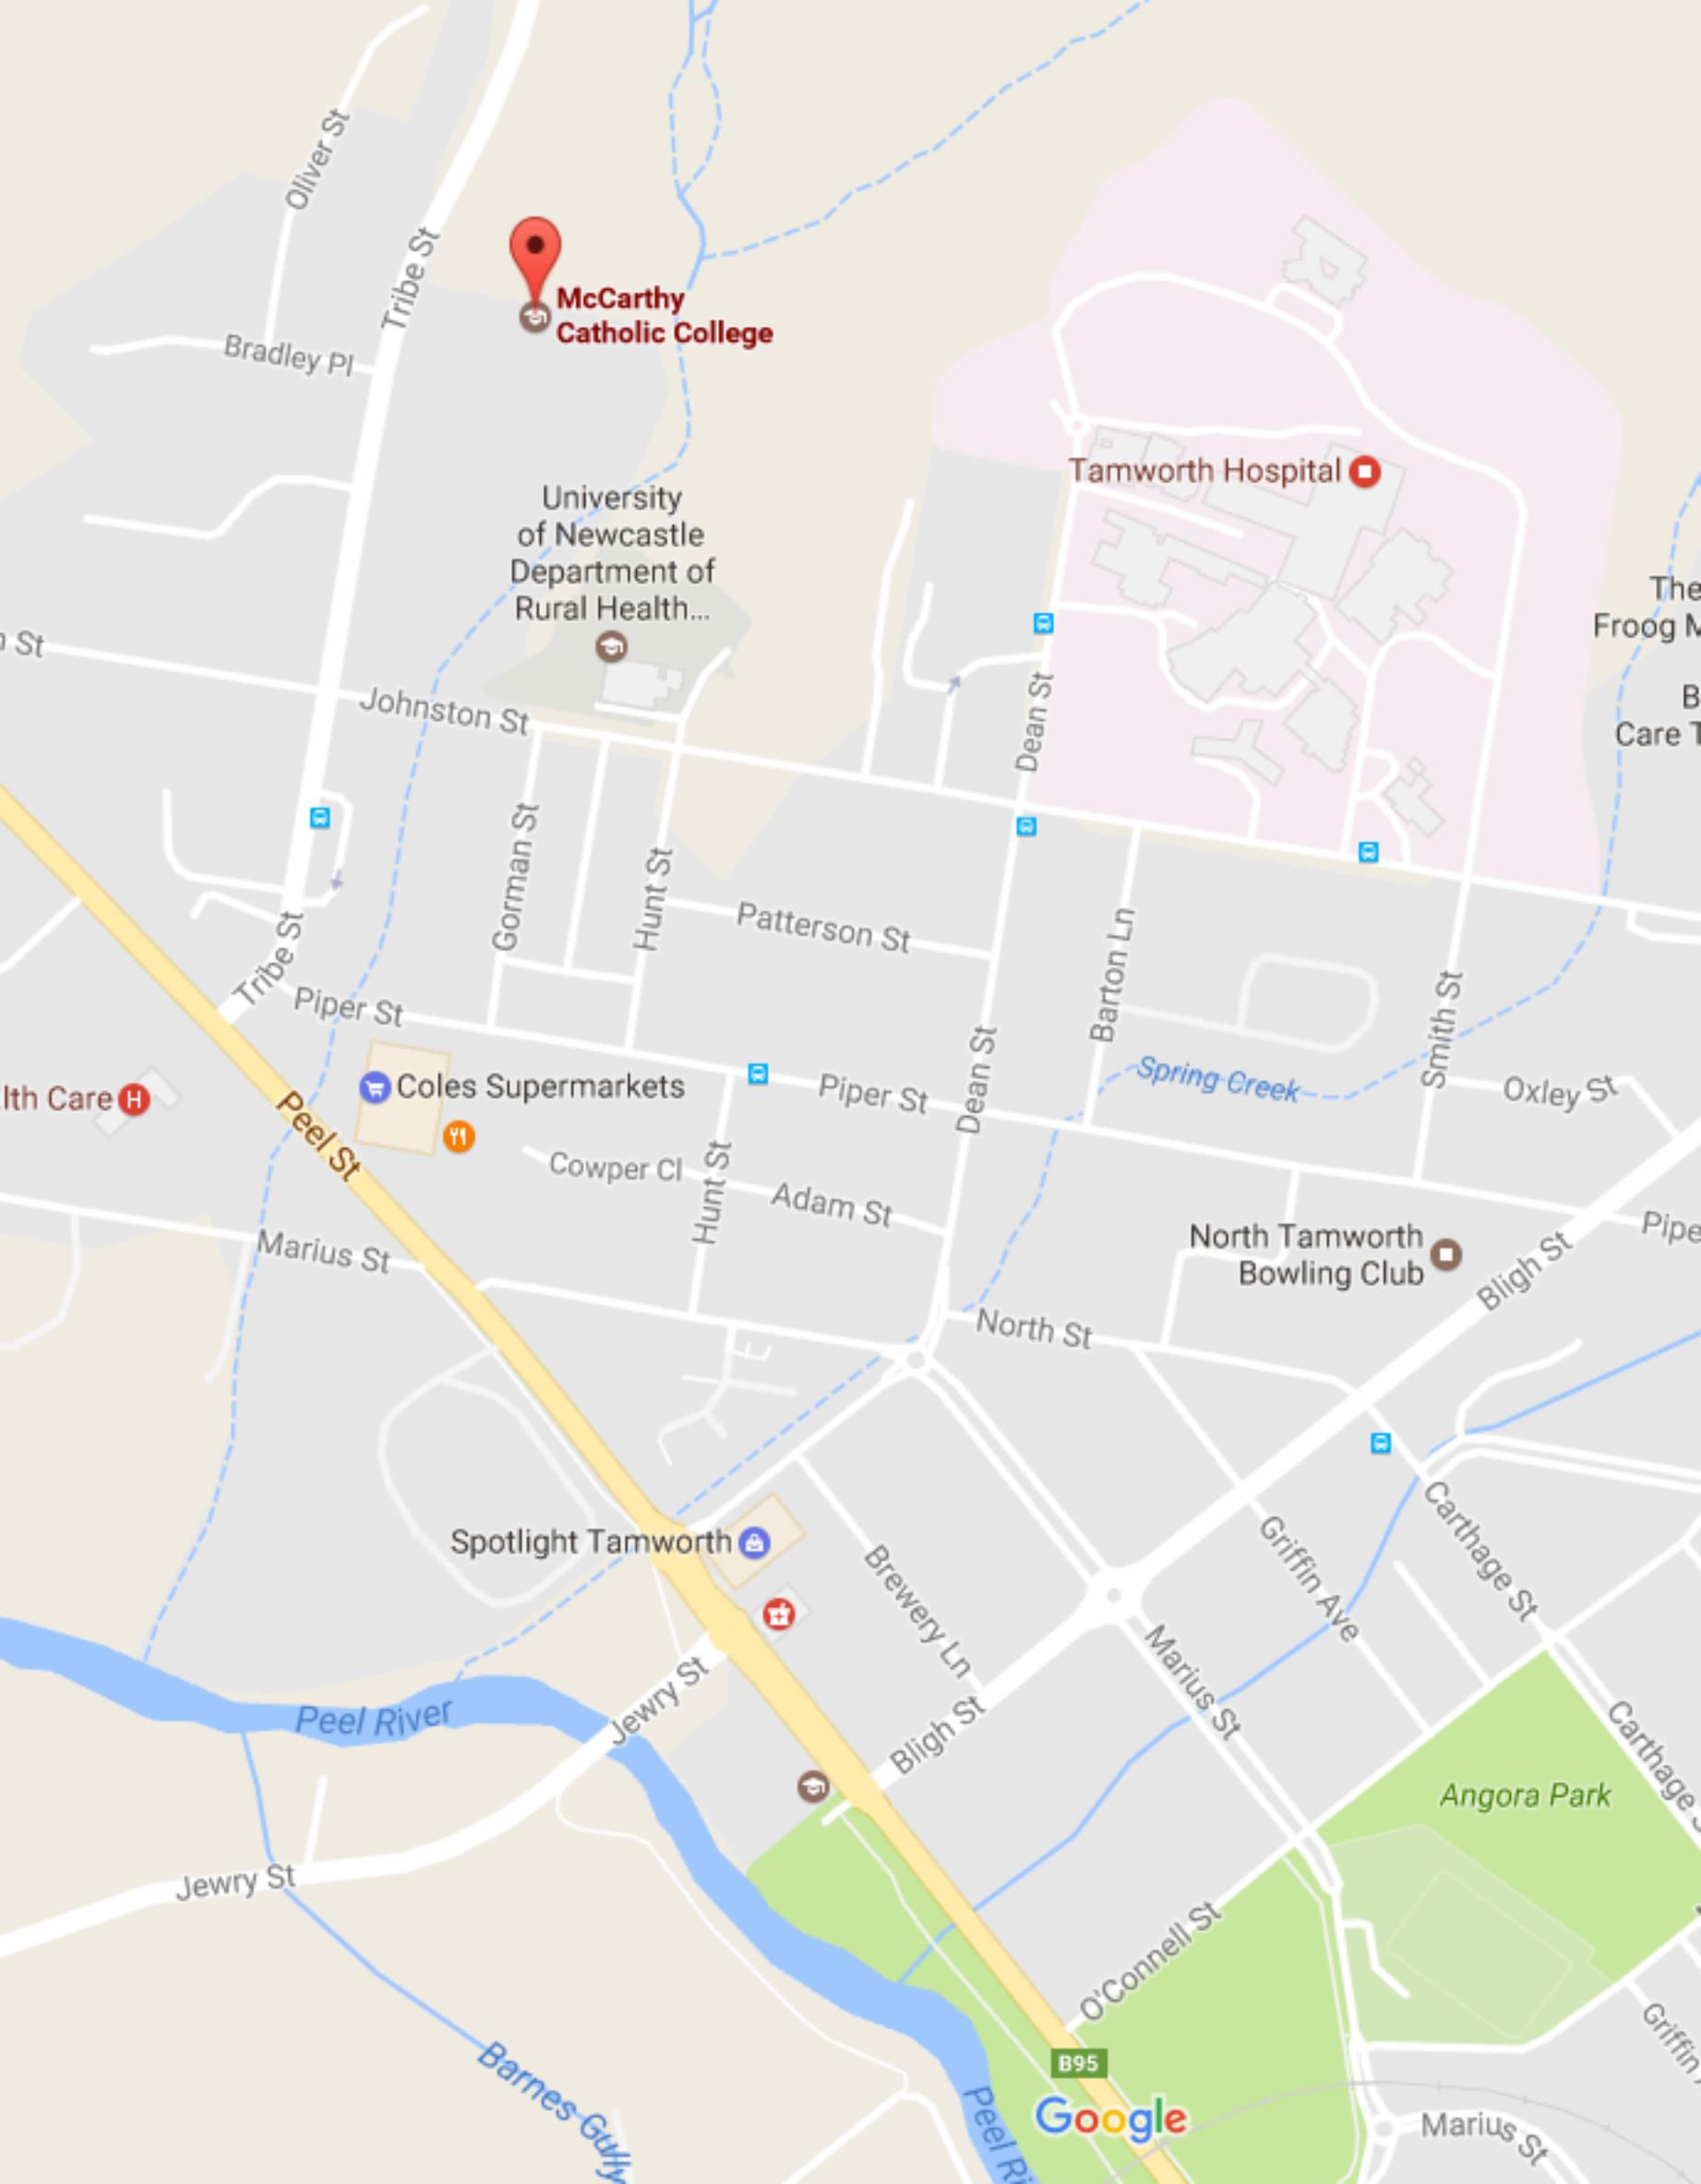 Oliver St
Tribe St
McCarthy
Catholic College
Bradley Pl
Tamworth Hospital
University
of Newcastle
Department of
Rural Health...
The
Froog M
n St
Johnston St
Dean St
B
Care T
Gorman St
Hunt St
Patterson St
Barton Ln
Tribe St
Piper St
Smith St
Dean St
Spring Creek
Oxley St
lth Care H
Coles Supermarkets
Piper St
Peel St
Cowper Cl
Adam St
Hunt St
Marius St
North Tamworth
Bowling Club
Pipe
Bligh St
North St
Carthage St
Griffin Ave
Spotlight Tamworth
Brewery Ln
Marius St
Jewry St
Peel River
Bligh St
Carthage S
Angora Park
Jewry St
O'Connell St
Griffin
B95
Barnes Gully
Google
Peel Ri
Marius St